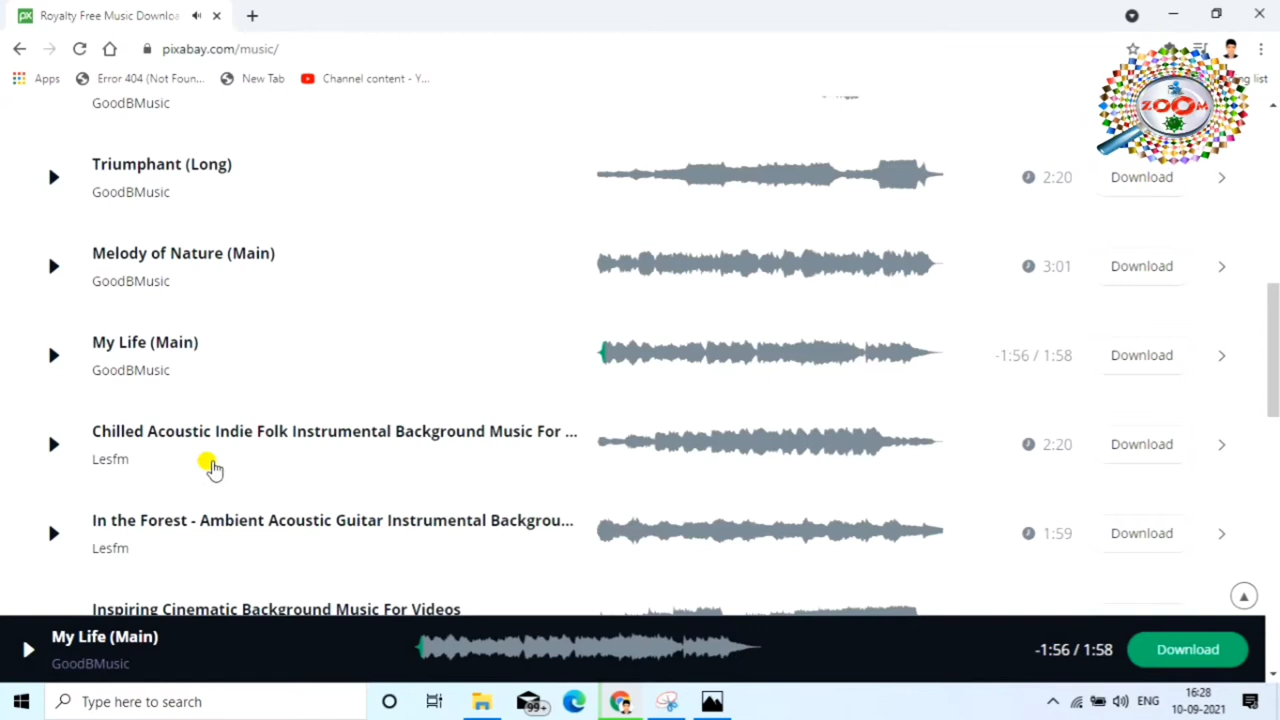 Royalty Free Music Downloa
pixabay.com/music/
Apps
Error 404 (Not Foun...
New Tab
Channel content - Y...
ng list
ZOOM
GoodBMusic
Triumphant (Long)
GoodBMusic
2:20
Download
Melody of Nature (Main)
GoodBMusic
3:01
Download
My Life (Main)
GoodBMusic
-1:56 / 1:58
Download
Chilled Acoustic Indie Folk Instrumental Background Music For ...
Lesfm
2:20
Download
In the Forest - Ambient Acoustic Guitar Instrumental Backgrou...
Lesfm
1:59
Download
Inspiring Cinematic Background Music For Videos
My Life (Main)
GoodBMusic
-1:56 / 1:58
Download
Type here to search
99+
ENG
16:28
10-09-2021